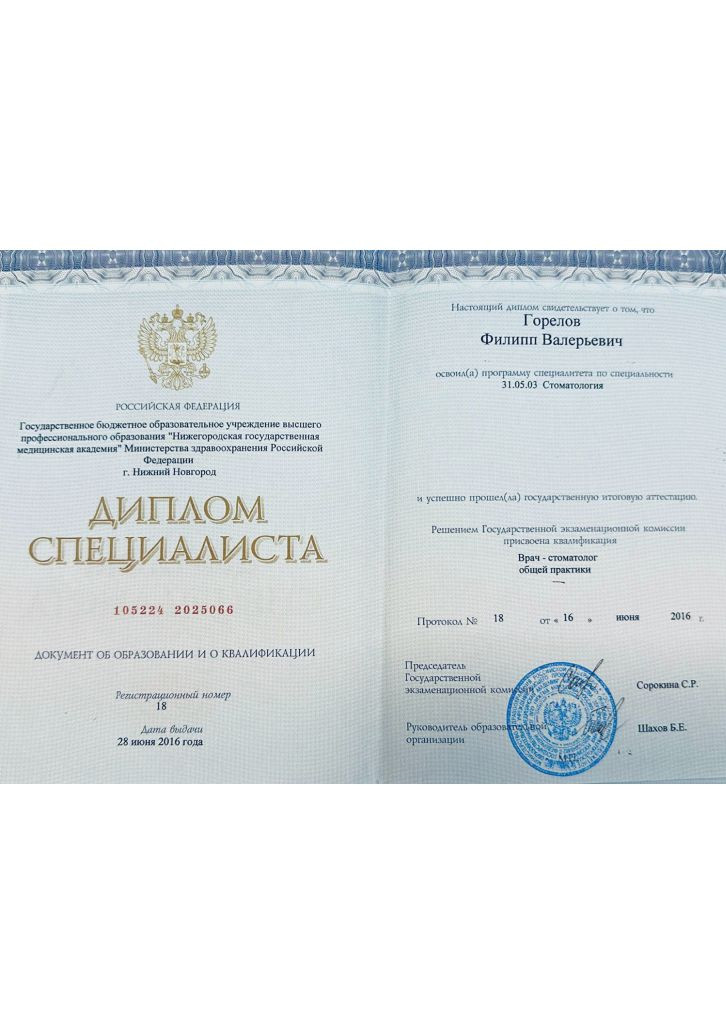 РОССИЙСКАЯ ФЕДЕРАЦИЯ
Государственное бюджетное образовательное учреждение высшего
профессионального образования "Нижегородская государственная
медицинская академия" Министерства здравоохранения Российской
Федерации
г. Нижний Новгород
ДИПЛОМ
СПЕЦИАЛИСТА
105224 2025066
ДОКУМЕНТ ОБ ОБРАЗОВАНИИ И О КВАЛИФИКАЦИИ
Регистрационный номер
18
Дата выдачи
28 июня 2016 года
Настоящий диплом свидетельствует о том, что
Горелов
Филипп Валерьевич
освоил(а) программу специалитета по специальности
31.05.03 Стоматология
и успешно прошел(ла) государственную итоговую аттестацию.
Решением Государственной экзаменационной комиссии
присвоена квалификация
Врач - стоматолог
общей практики
Протокол № 18 от « 16 » июня 2016 г.
Председатель
Государственной
экзаменационной комиссии Сорокина С.Р.
Руководитель образовательной
организации Шахов Б.Е.